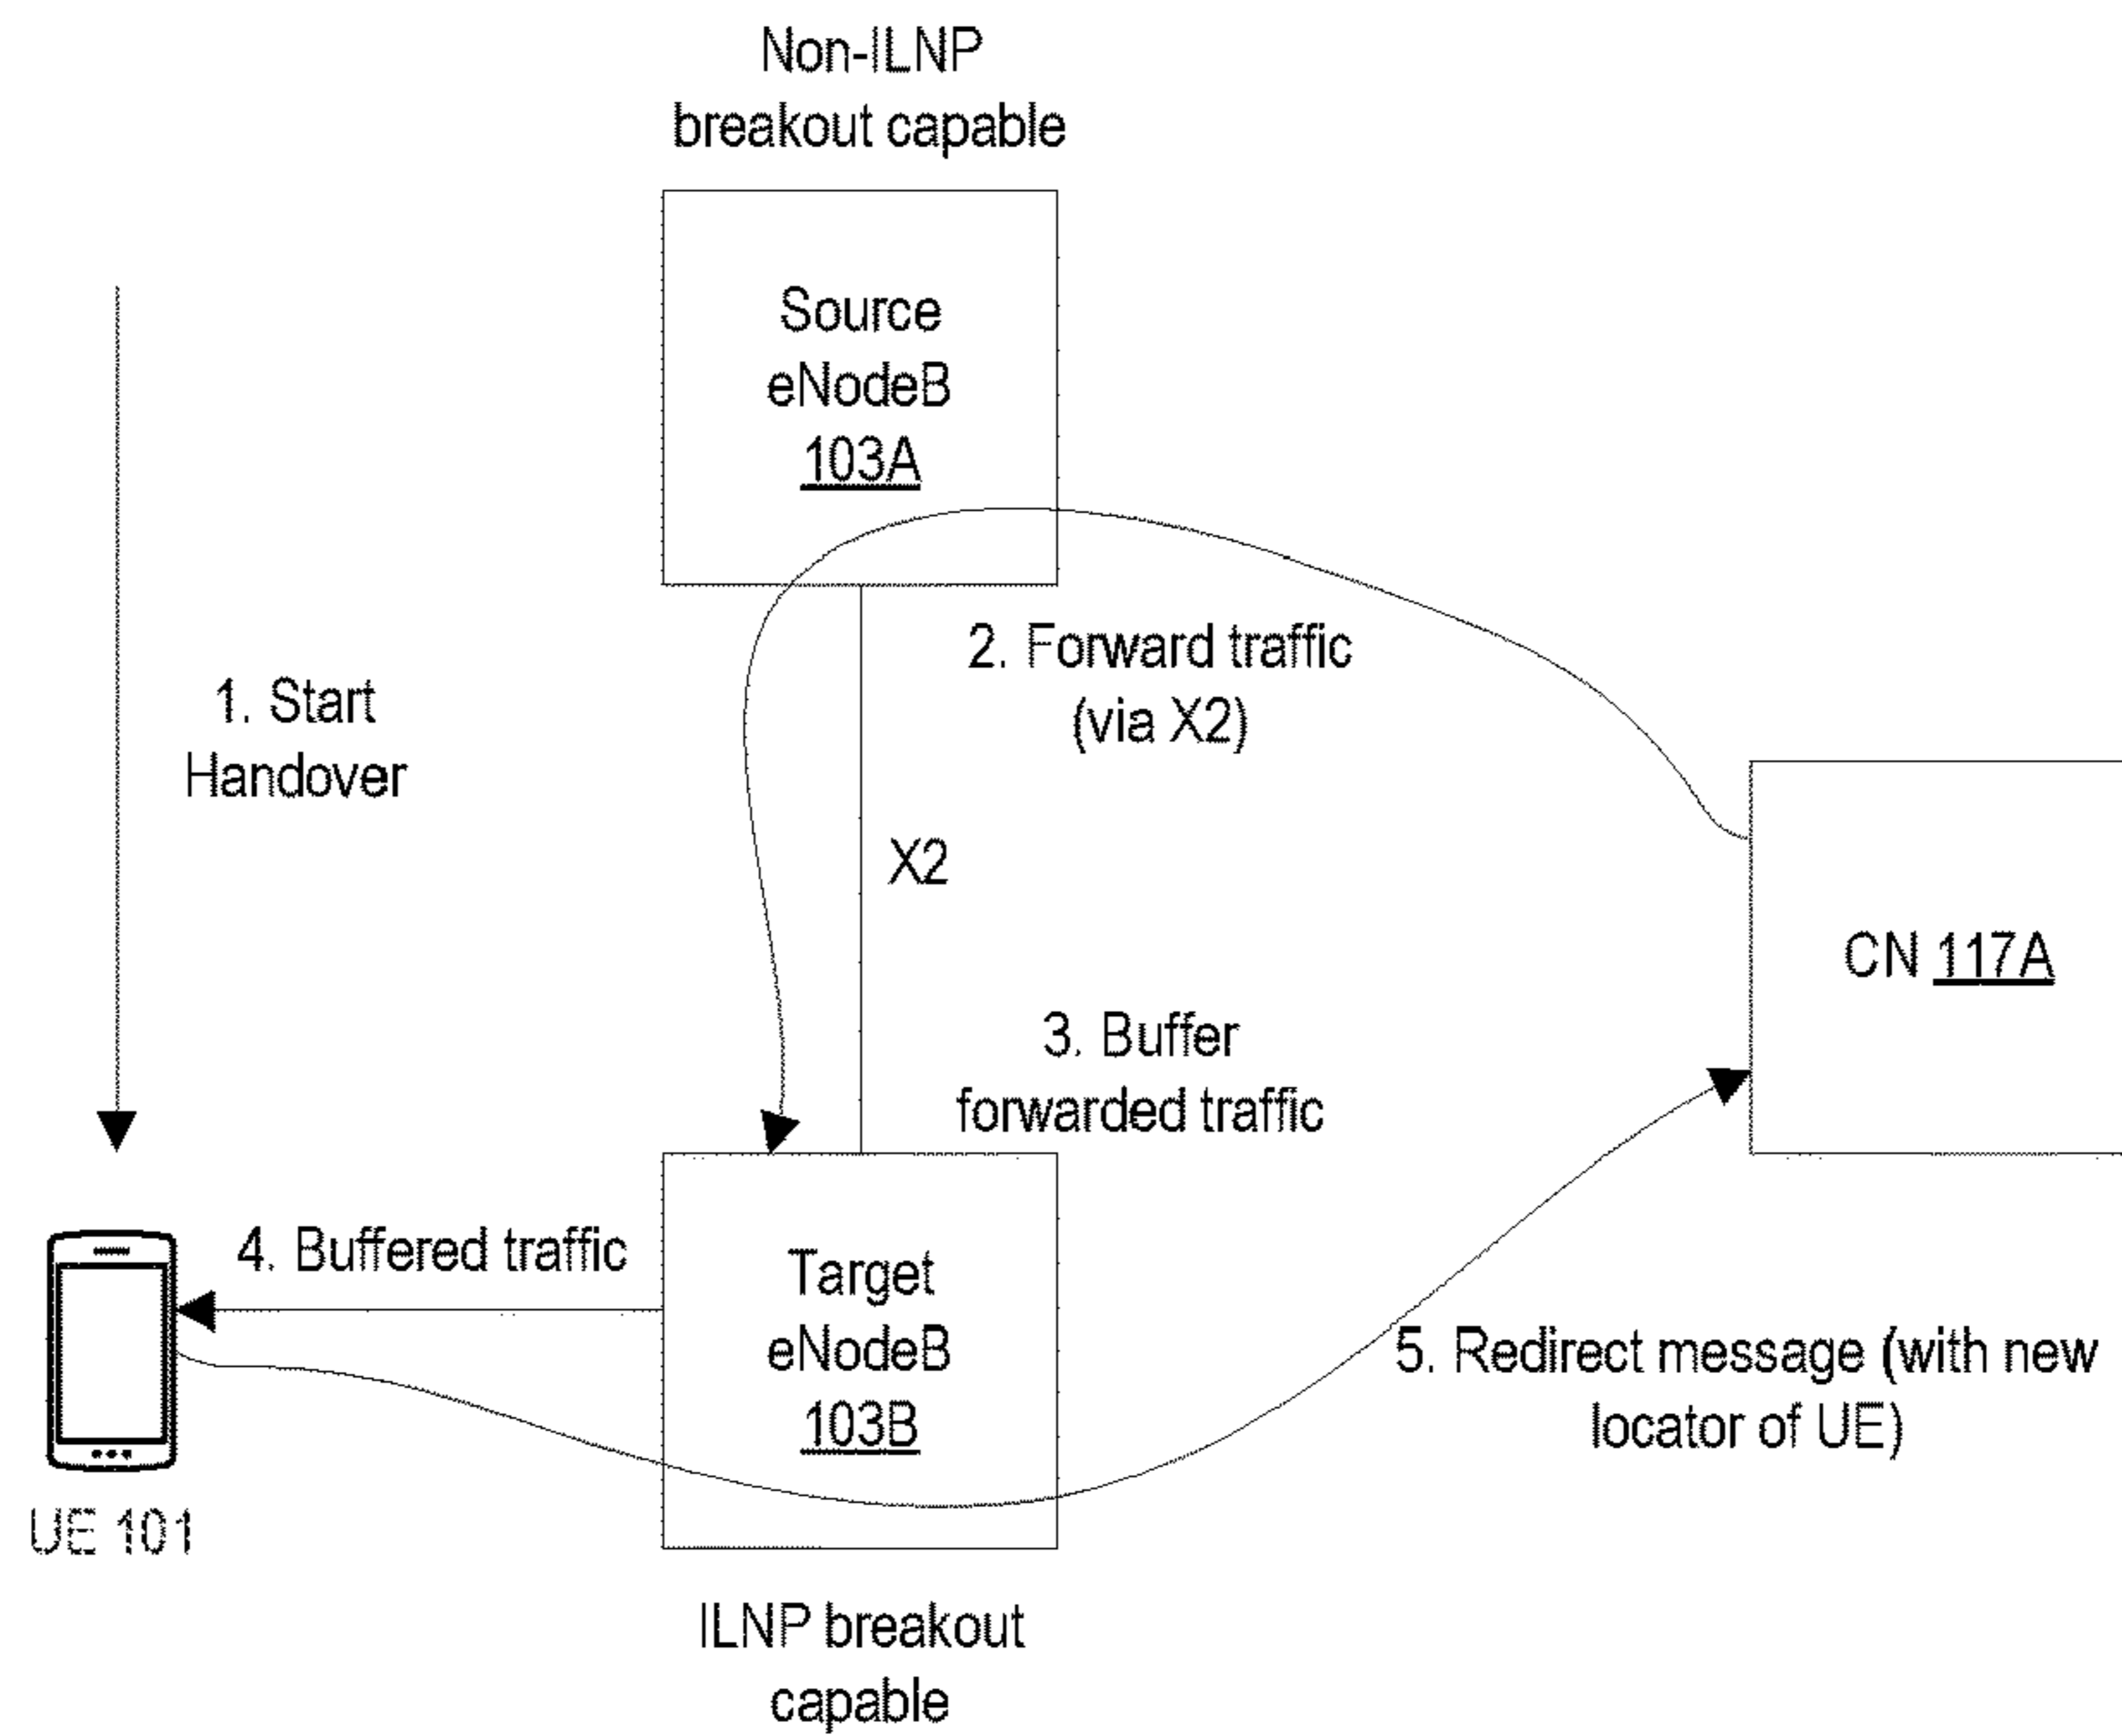 Non-ILNP
breakout capable
Source
eNodeB
103A
2. Forward traffic
(via X2)
1. Start
Handover
X2
CN 117A
3. Buffer
forwarded traffic
4. Buffered traffic
Target
eNodeB
103B
5. Redirect message (with new
locator of UE)
UE 101
ILNP breakout
capable